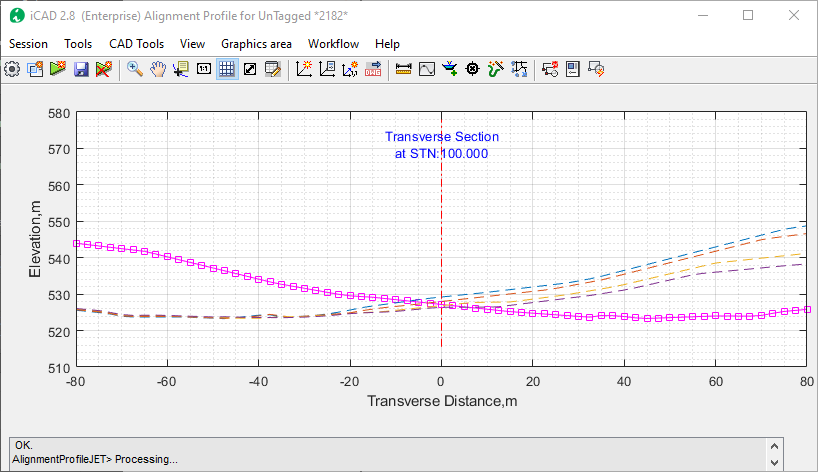 iCAD 2.8 (Enterprise) Alignment Profile for UnTagged *2182*
Session Tools CAD Tools View Graphics area Workflow Help
1:1
580
570
560
550
540
530
520
510
Elevation,m
Transverse Section
at STN:100.000
-80 -60 -40 -20 0 20 40 60 80
Transverse Distance,m
OK.
AlignmentProfileJET> Processing...